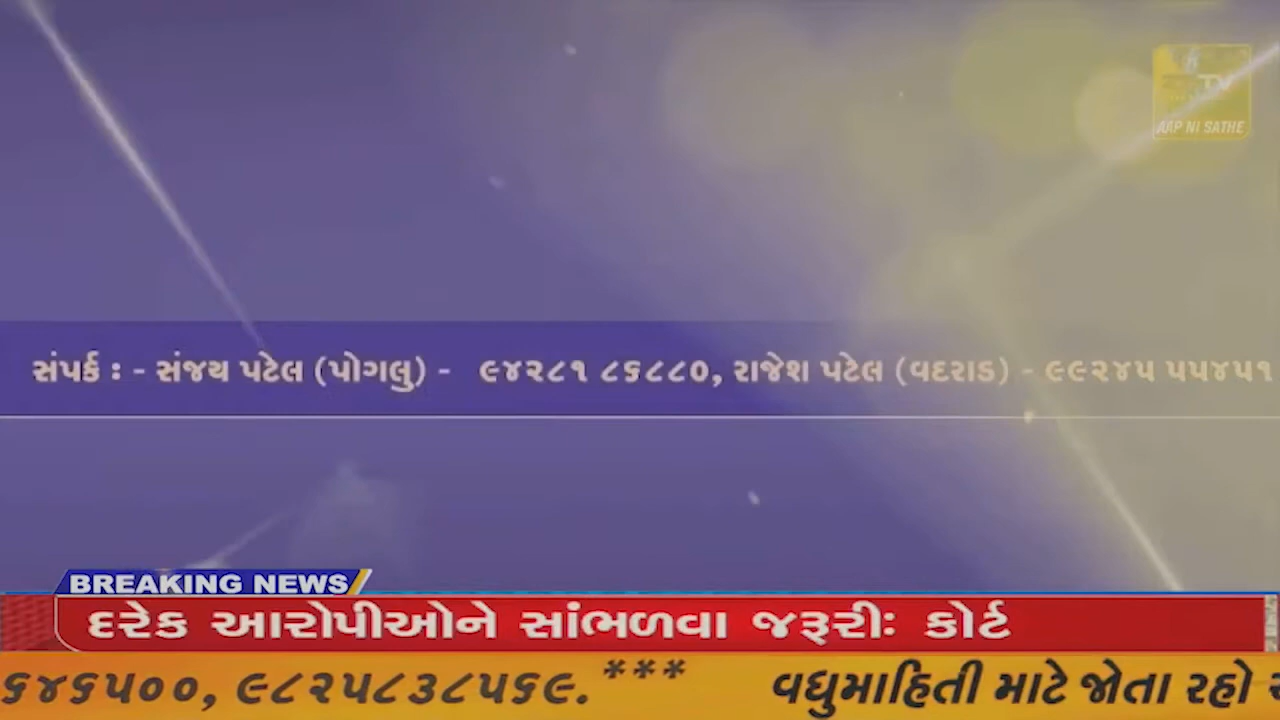 TV
AAP NI SATHE
સંપર્ક : - સંજય પટેલ (પોગલુ) - ૯૪૨૮૧ ૮૬૮૮૦, રાજેશ પટેલ (વદરાડ) - ૯૯૨૪૫ ૫૫૪૫૧
BREAKING NEWS
દરેક આરોપીઓને સાંભળવા જરૂરીઃ કોર્ટ
૬૪૬૫૦૦, ૯૮૨૫૮૩૮૫૬૯.*** વધુમાહિતી માટે જોતા રહો